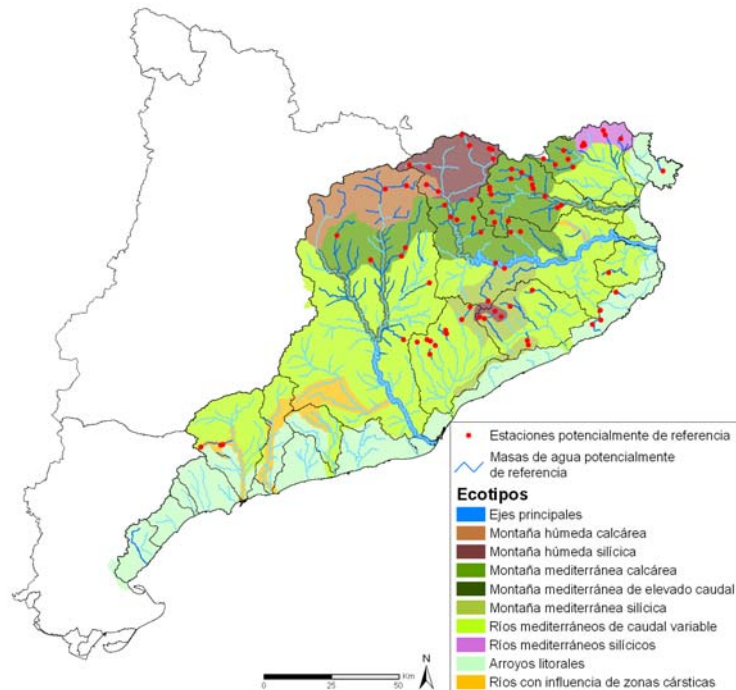 Estaciones potencialmente de referencia
Masas de agua potencialmente
de referencia
Ecotipos
Ejes principales
Montaña húmeda calcárea
Montaña húmeda silícica
Montaña mediterránea calcárea
Montaña mediterránea de elevado caudal
Montaña mediterránea silícica
Ríos mediterráneos de caudal variable
Ríos mediterráneos silícicos
Arroyos litorales
Ríos con influencia de zonas cársticas
Km
0 25 50
N